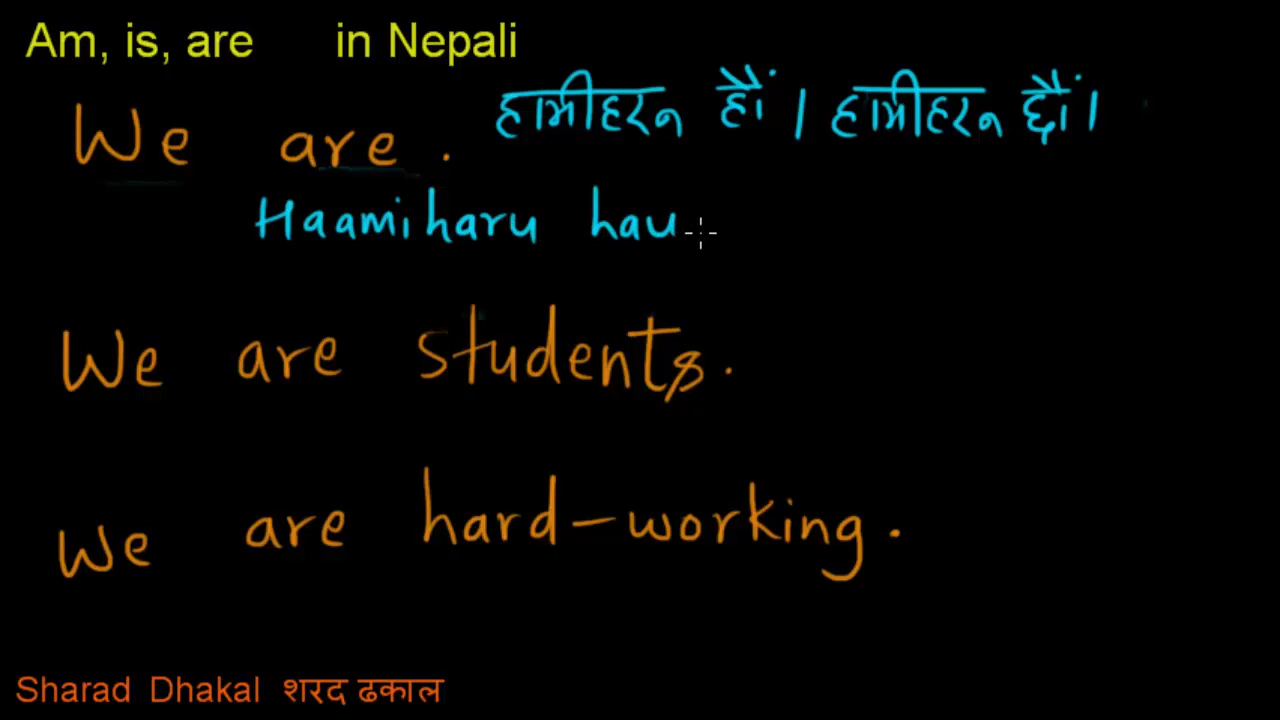 Am, is, are in Nepali
We are. हामीहरू हौं। हामीहरू छौं।
Haamiharu hau
We are students.
We are hard-working.
Sharad Dhakal शरद ढकाल